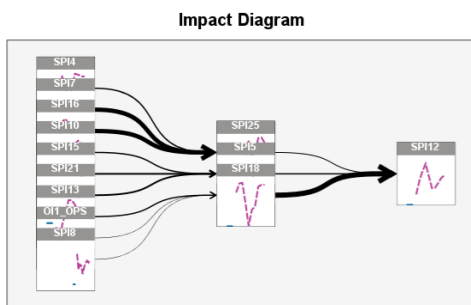 Impact Diagram
SPI4
SPI7
SPI16
SPI10
SPI15
SPI21
SPI13
OI1_OPS
SPI8
SPI25
SPI5
SPI18
SPI12